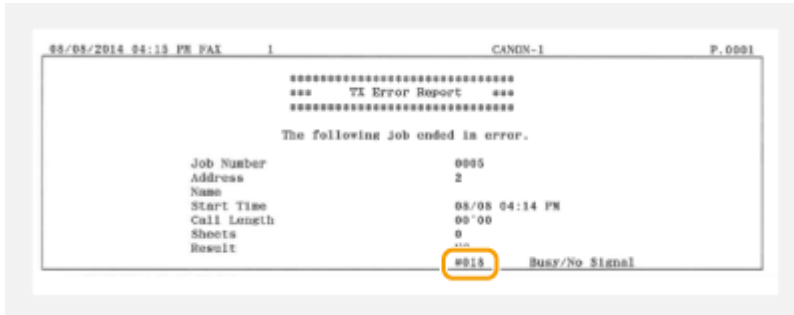 08/08/2014 04:13 PM FAX 1 CANON-1 P.0001
*******************************
*** TX Error Report ***
*******************************
The following job ended in error.
Job Number 0005
Address 2
Name
Start Time 08/08 04:14 PM
Call Length 00'00
Sheets 0
Result NG
#018 Busy/No Signal